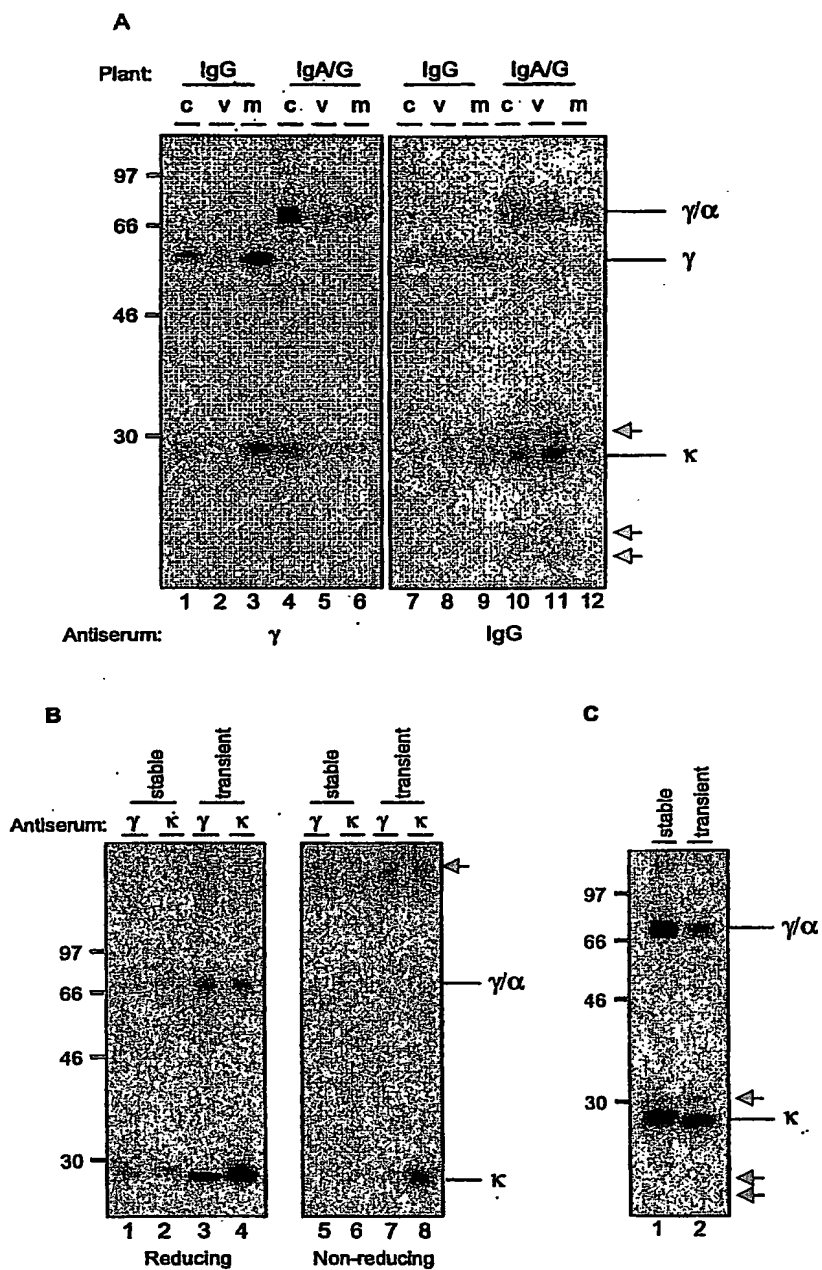 A
Plant: IgG IgA/G IgG IgA/G
c v m c v m c v m c v m
97
66
46
30
γ/α
γ
κ
1 2 3 4 5 6 7 8 9 10 11 12
Antiserum: γ IgG
B
stable transient stable transient
Antiserum: γ κ γ κ γ κ γ κ
97
66
46
30
γ/α
κ
1 2 3 4 5 6 7 8
Reducing Non-reducing
C
stable transient
97
66
46
30
γ/α
κ
1 2